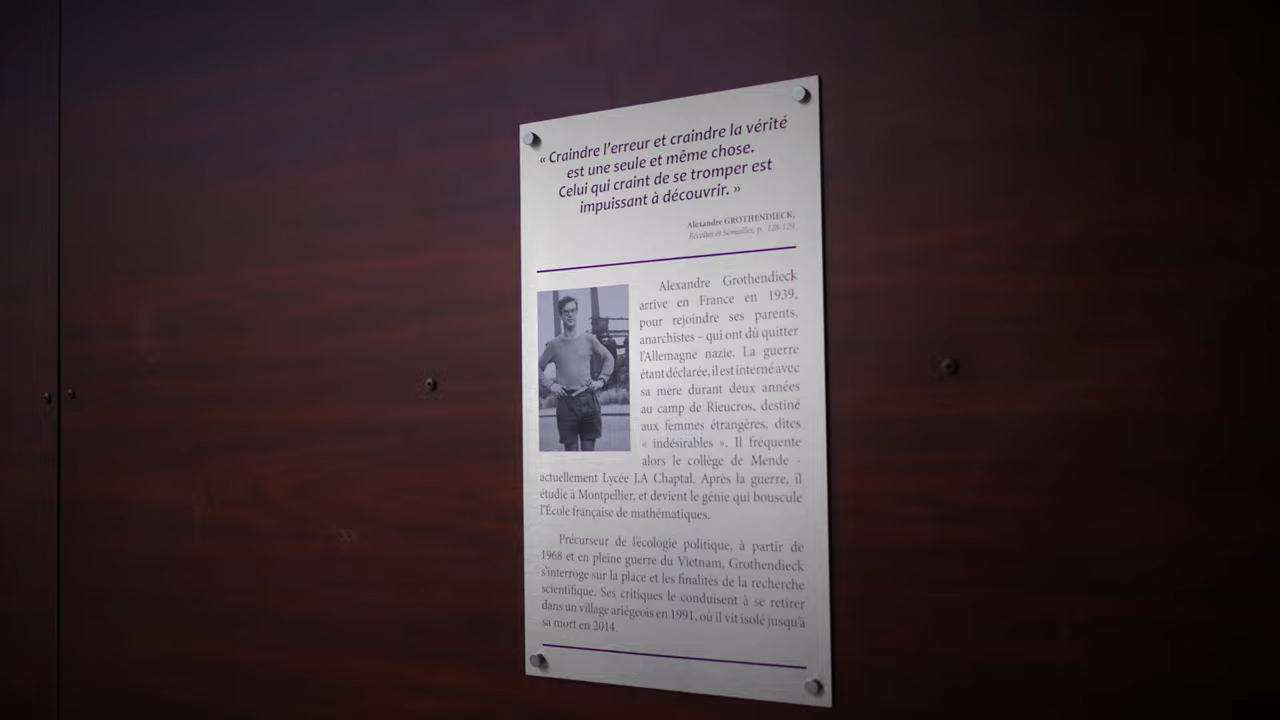 « Craindre l'erreur et craindre la vérité
est une seule et même chose.
Celui qui craint de se tromper est
impuissant à découvrir. »
Alexandre GROTHENDIECK,
Récoltes et Semailles, p. 128-129
Alexandre Grothendieck
arrive en France en 1939,
pour rejoindre ses parents,
anarchistes – qui ont dû quitter
l'Allemagne nazie. La guerre
étant déclarée, il est interné avec
sa mère durant deux années
au camp de Rieucros, destiné
aux femmes étrangères, dites
« indésirables ». Il fréquente
alors le collège de Mende -
actuellement Lycée J.A Chaptal. Après la guerre, il
étudie à Montpellier, et devient le génie qui bouscule
l'École française de mathématiques.
Précurseur de l'écologie politique, à partir de
1968 et en pleine guerre du Vietnam, Grothendieck
s'interroge sur la place et les finalités de la recherche
scientifique. Ses critiques le conduisent à se retirer
dans un village ariégeois en 1991, où il vit isolé jusqu'à
sa mort en 2014.